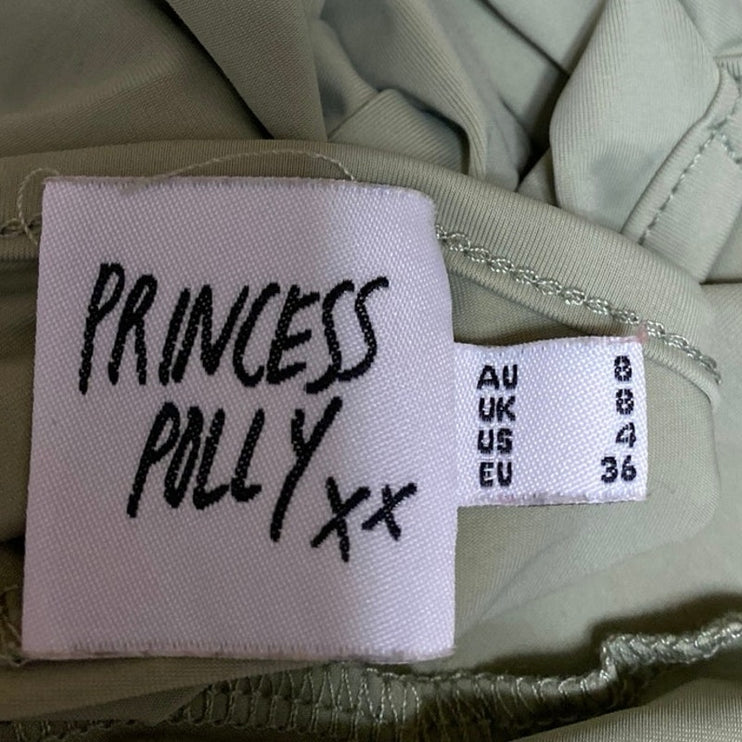 PRINCESS
POLLY xx
AU 8
UK 8
US 4
EU 36